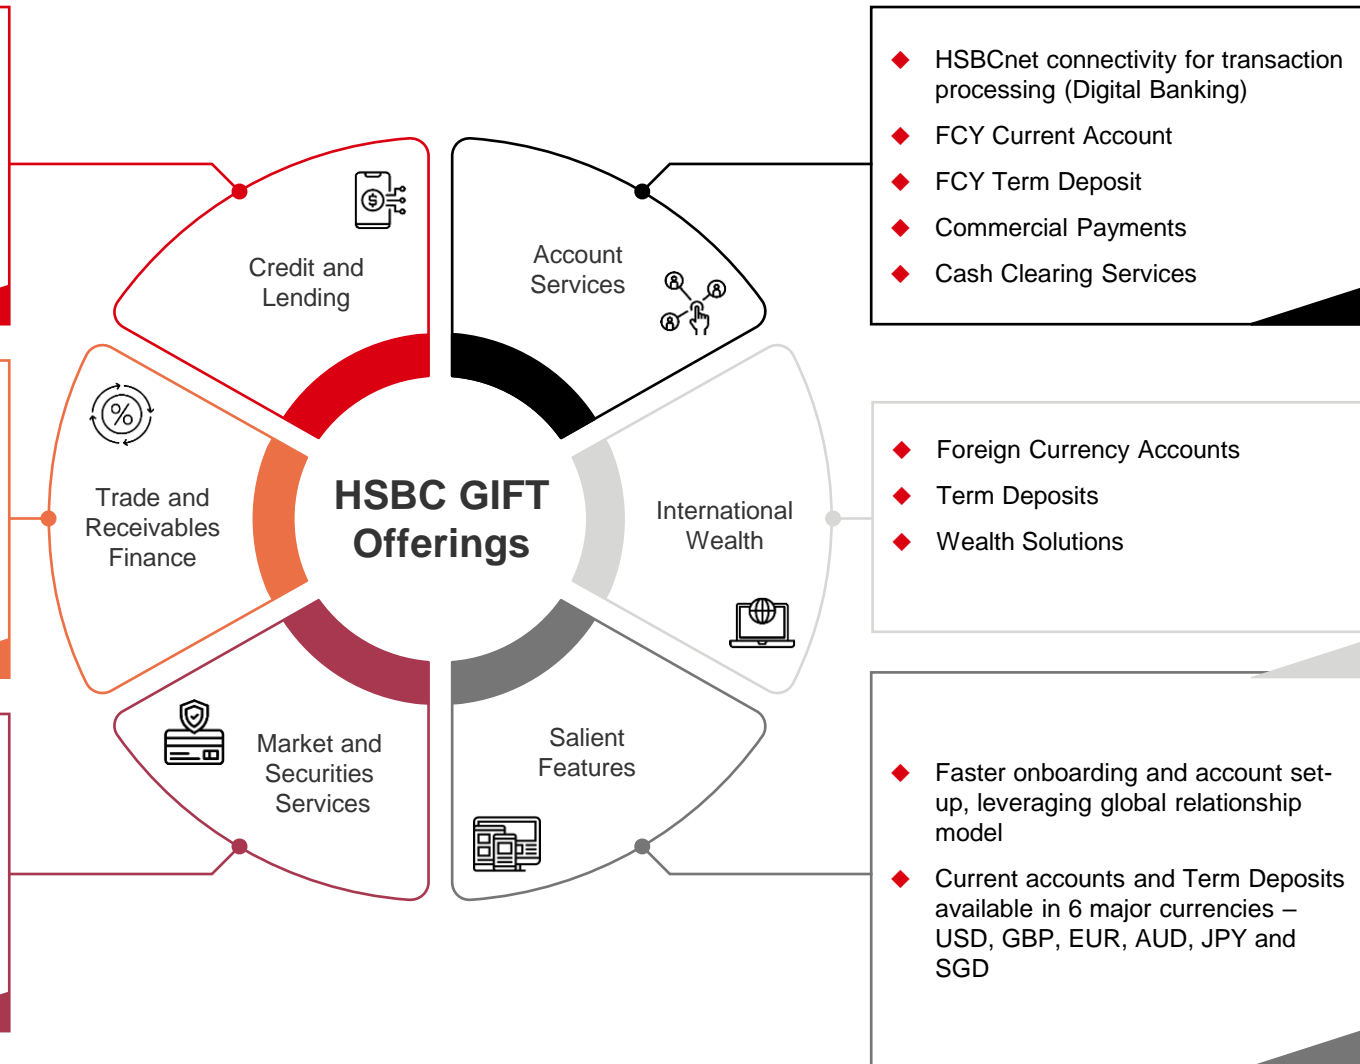 HSBCnet connectivity for transaction
processing (Digital Banking)
FCY Current Account
FCY Term Deposit
Commercial Payments
Cash Clearing Services
Credit and
Lending
Account
Services
Trade and
Receivables
Finance
HSBC GIFT
Offerings
International
Wealth
Foreign Currency Accounts
Term Deposits
Wealth Solutions
Market and
Securities
Services
Salient
Features
Faster onboarding and account set-
up, leveraging global relationship
model
Current accounts and Term Deposits
available in 6 major currencies –
USD, GBP, EUR, AUD, JPY and
SGD